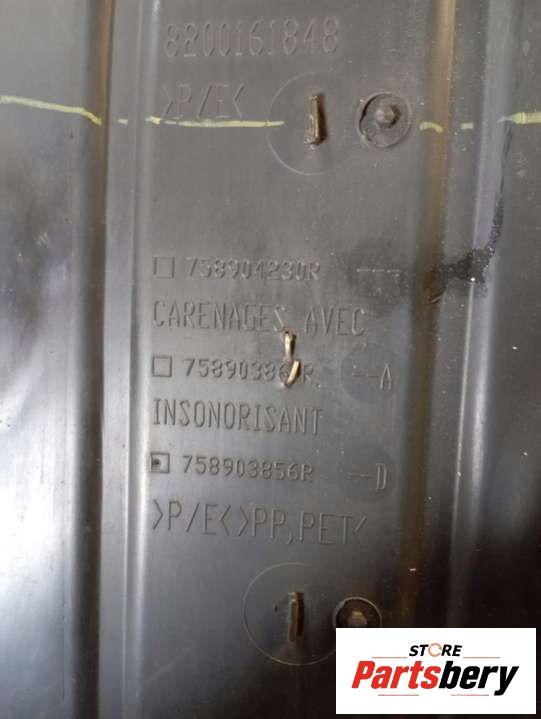 8200161848
>P/E<
758904230R ---
CARENAGES AVEC
--A
INSONORISANT
758903856R --D
>P/E<>PP,PET<
STORE
Partsbery